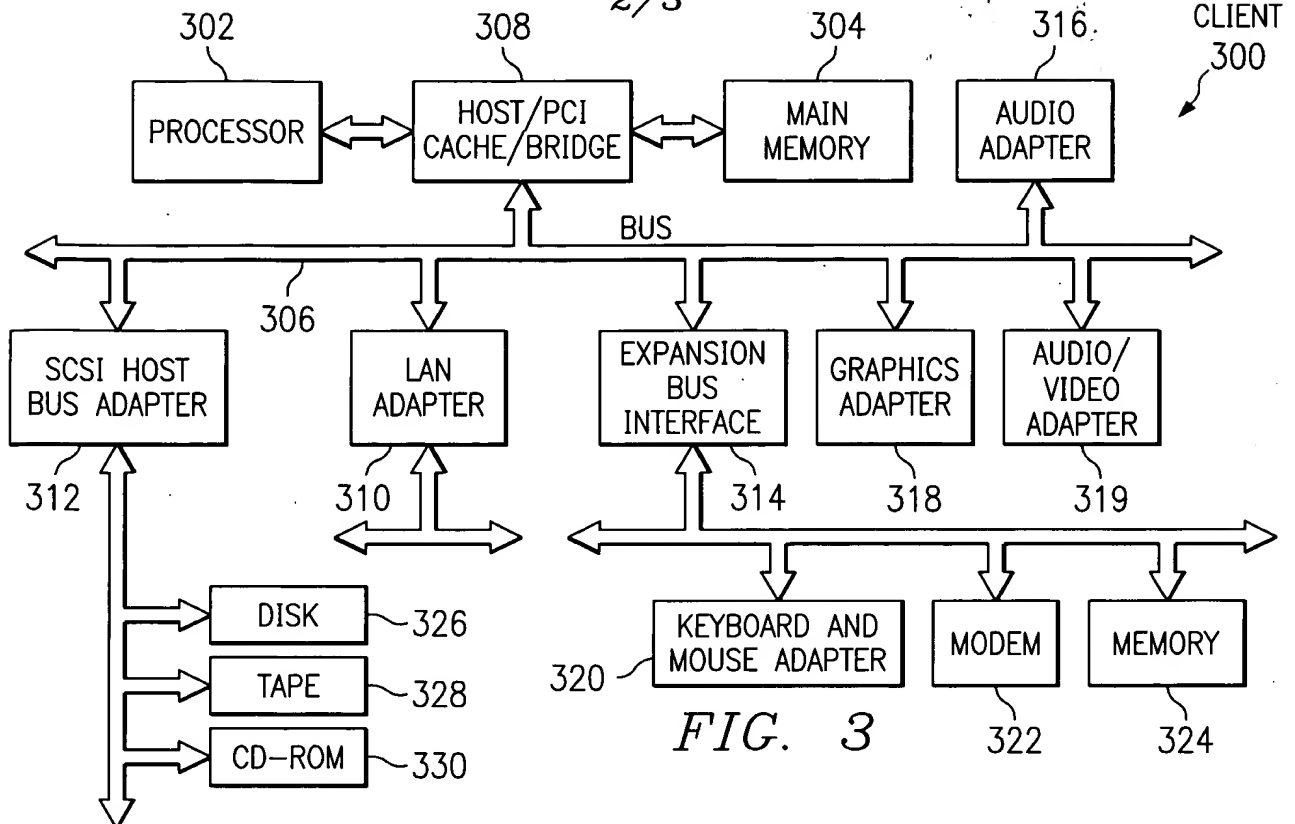 2/3
CLIENT
300
302
308
304
316
PROCESSOR
HOST/PCI
CACHE/BRIDGE
MAIN
MEMORY
AUDIO
ADAPTER
BUS
306
SCSI HOST
BUS ADAPTER
LAN
ADAPTER
EXPANSION
BUS
INTERFACE
GRAPHICS
ADAPTER
AUDIO/
VIDEO
ADAPTER
312
310
314
318
319
DISK
326
TAPE
328
CD-ROM
330
KEYBOARD AND
MOUSE ADAPTER
MODEM
MEMORY
320
322
324
FIG. 3